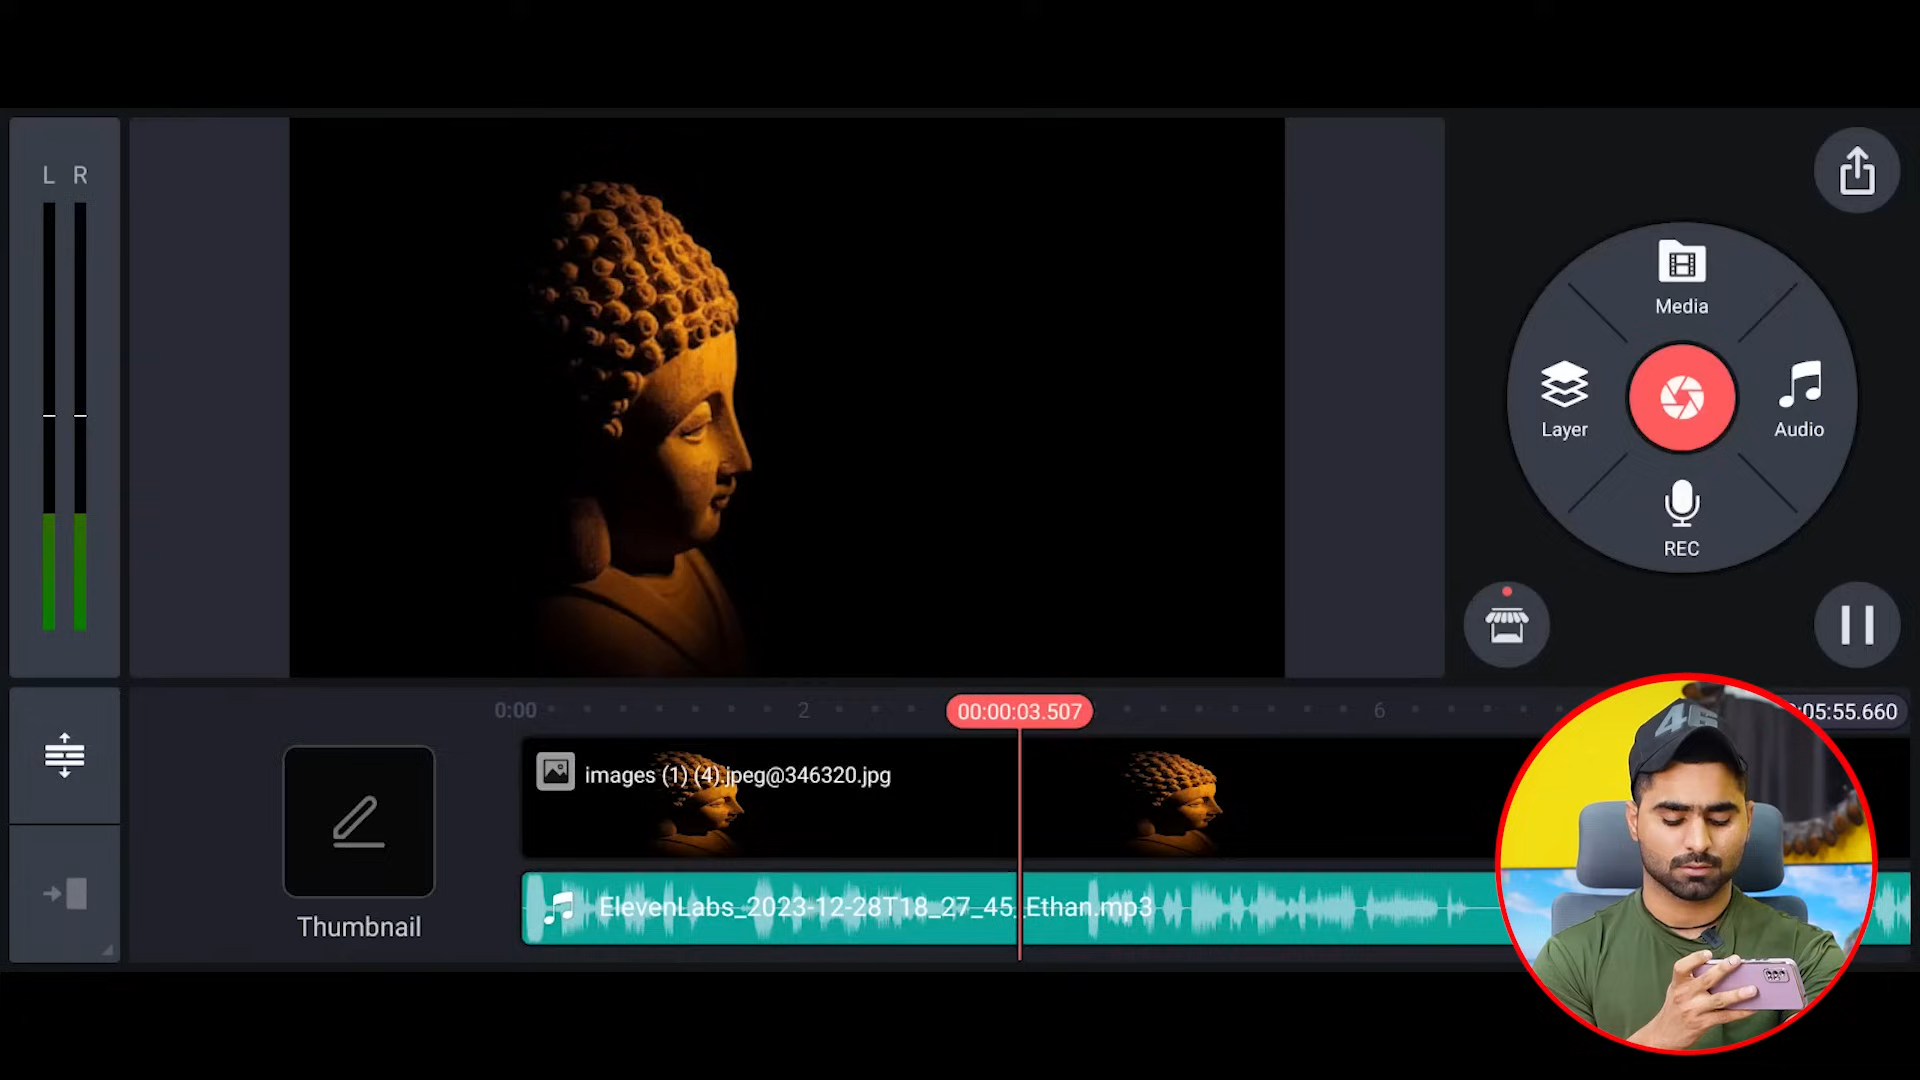 L R
Media
Layer
Audio
REC
0:00
2
00:00:03.507
6
:05:55.660
images (1) (4).jpeg@346320.jpg
ElevenLabs_2023-12-28T18_27_45_Ethan.mp3
Thumbnail
46